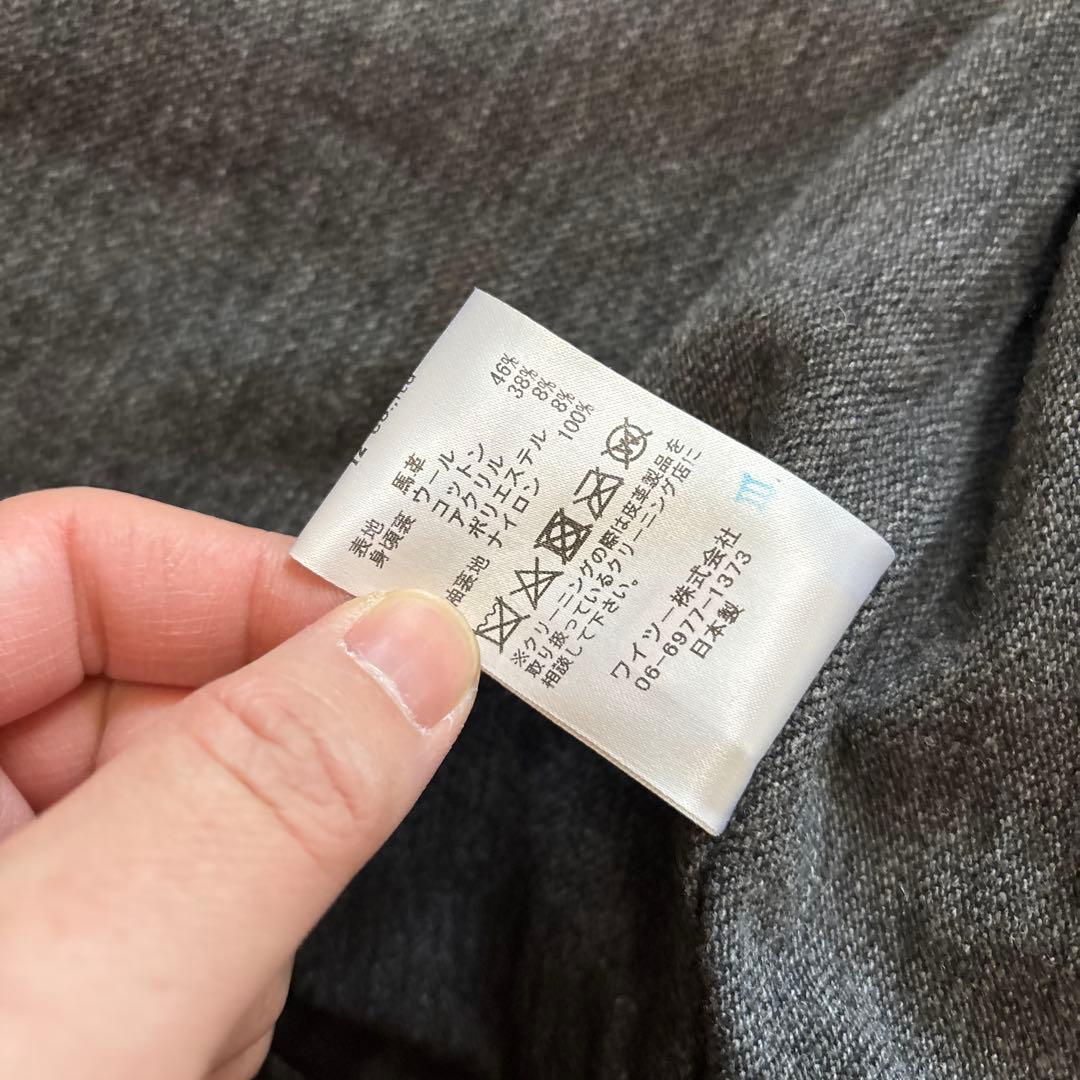 表地 馬革
身頃裏 ウール 46%
コットン 38%
アクリル 8%
ポリエステル 8%
袖裏地 ナイロン 100%
※クリーニングの際は皮革製品を
取り扱っているクリーニング店に
相談して下さい。
ワイツー株式会社
06-6977-1373
日本製